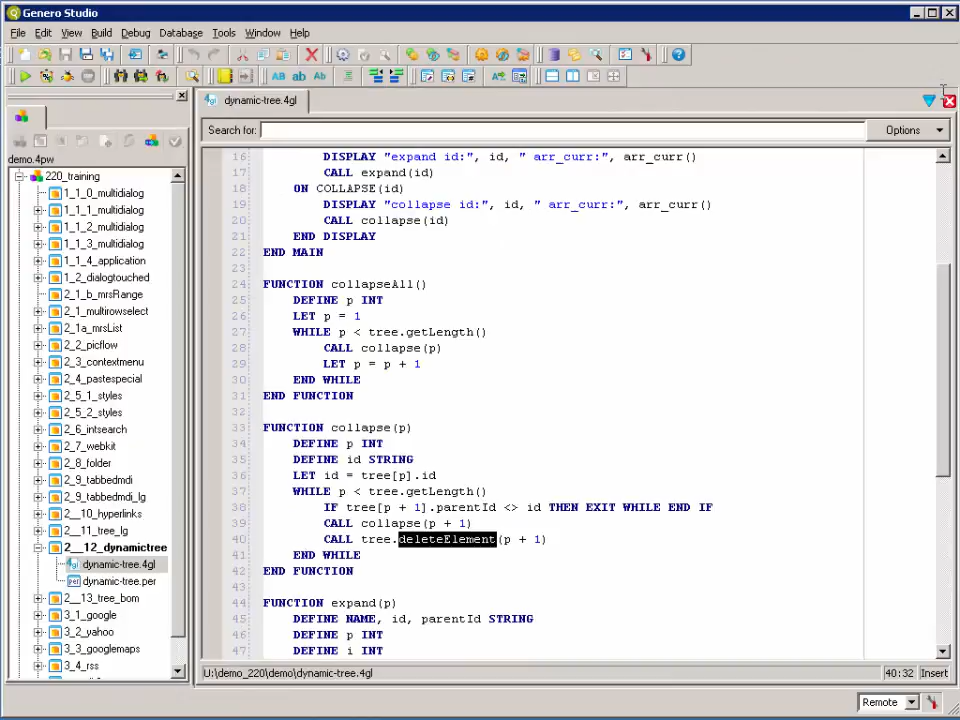 Genero Studio
File Edit View Build Debug Database Tools Window Help
AB ab Ab
dynamic-tree.4gl
Search for: Options
demo.4pw
220_training
1_1_0_multidialog
1_1_1_multidialog
1_1_2_multidialog
1_1_3_multidialog
1_1_4_application
1_2_dialogtouched
2_1_b_mrsRange
2_1_multirowselect
2_1a_mrsList
2_2_picflow
2_3_contextmenu
2_4_pastespecial
2_5_1_styles
2_5_2_styles
2_6_intsearch
2_7_webkit
2_8_folder
2_9_tabbedmdi
2_9_tabbedmdi_lg
2__10_hyperlinks
2__11_tree_lg
2__12_dynamictree
dynamic-tree.4gl
dynamic-tree.per
2__13_tree_bom
3_1_google
3_2_yahoo
3_3_googlemaps
3_4_rss
16 DISPLAY "expand id:", id, " arr_curr:", arr_curr()
17 CALL expand(id)
18 ON COLLAPSE(id)
19 DISPLAY "collapse id:", id, " arr_curr:", arr_curr()
20 CALL collapse(id)
21 END DISPLAY
22 END MAIN
23
24 FUNCTION collapseAll()
25 DEFINE p INT
26 LET p = 1
27 WHILE p < tree.getLength()
28 CALL collapse(p)
29 LET p = p + 1
30 END WHILE
31 END FUNCTION
32
33 FUNCTION collapse(p)
34 DEFINE p INT
35 DEFINE id STRING
36 LET id = tree[p].id
37 WHILE p < tree.getLength()
38 IF tree[p + 1].parentId <> id THEN EXIT WHILE END IF
39 CALL collapse(p + 1)
40 CALL tree.deleteElement(p + 1)
41 END WHILE
42 END FUNCTION
43
44 FUNCTION expand(p)
45 DEFINE NAME, id, parentId STRING
46 DEFINE p INT
47 DEFINE i INT
U:\demo_220\demo\dynamic-tree.4gl 40:32 Insert
Remote